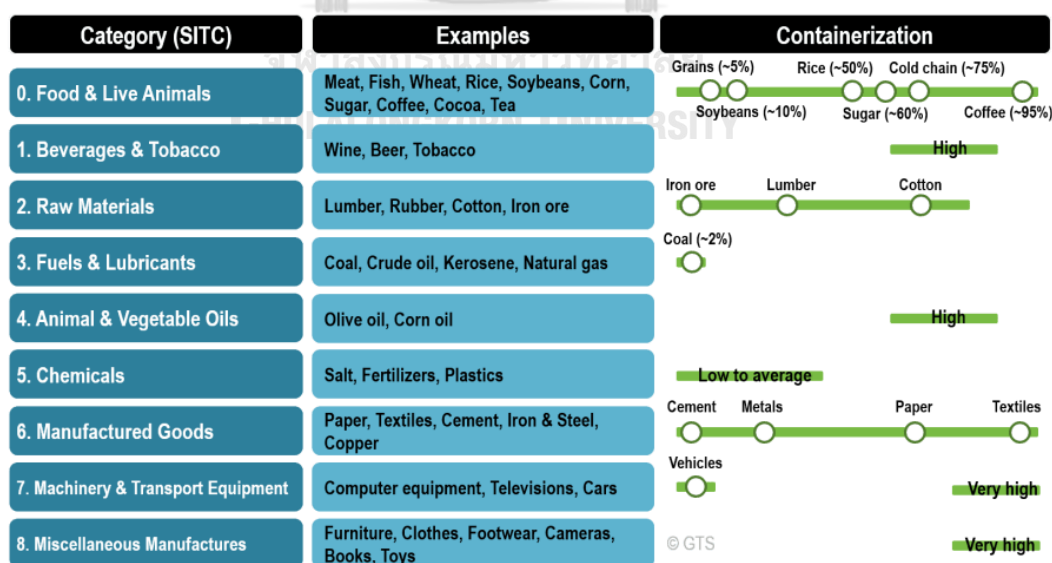 Category (SITC)
Examples
Containerization
0. Food & Live Animals
Meat, Fish, Wheat, Rice, Soybeans, Corn,
Sugar, Coffee, Cocoa, Tea
Grains (~5%)
Rice (~50%)
Cold chain (~75%)
Soybeans (~10%)
Sugar (~60%)
Coffee (~95%)
1. Beverages & Tobacco
Wine, Beer, Tobacco
High
2. Raw Materials
Lumber, Rubber, Cotton, Iron ore
Iron ore
Lumber
Cotton
3. Fuels & Lubricants
Coal, Crude oil, Kerosene, Natural gas
Coal (~2%)
4. Animal & Vegetable Oils
Olive oil, Corn oil
High
5. Chemicals
Salt, Fertilizers, Plastics
Low to average
6. Manufactured Goods
Paper, Textiles, Cement, Iron & Steel,
Copper
Cement
Metals
Paper
Textiles
7. Machinery & Transport Equipment
Computer equipment, Televisions, Cars
Vehicles
Very high
8. Miscellaneous Manufactures
Furniture, Clothes, Footwear, Cameras,
Books, Toys
© GTS
Very high